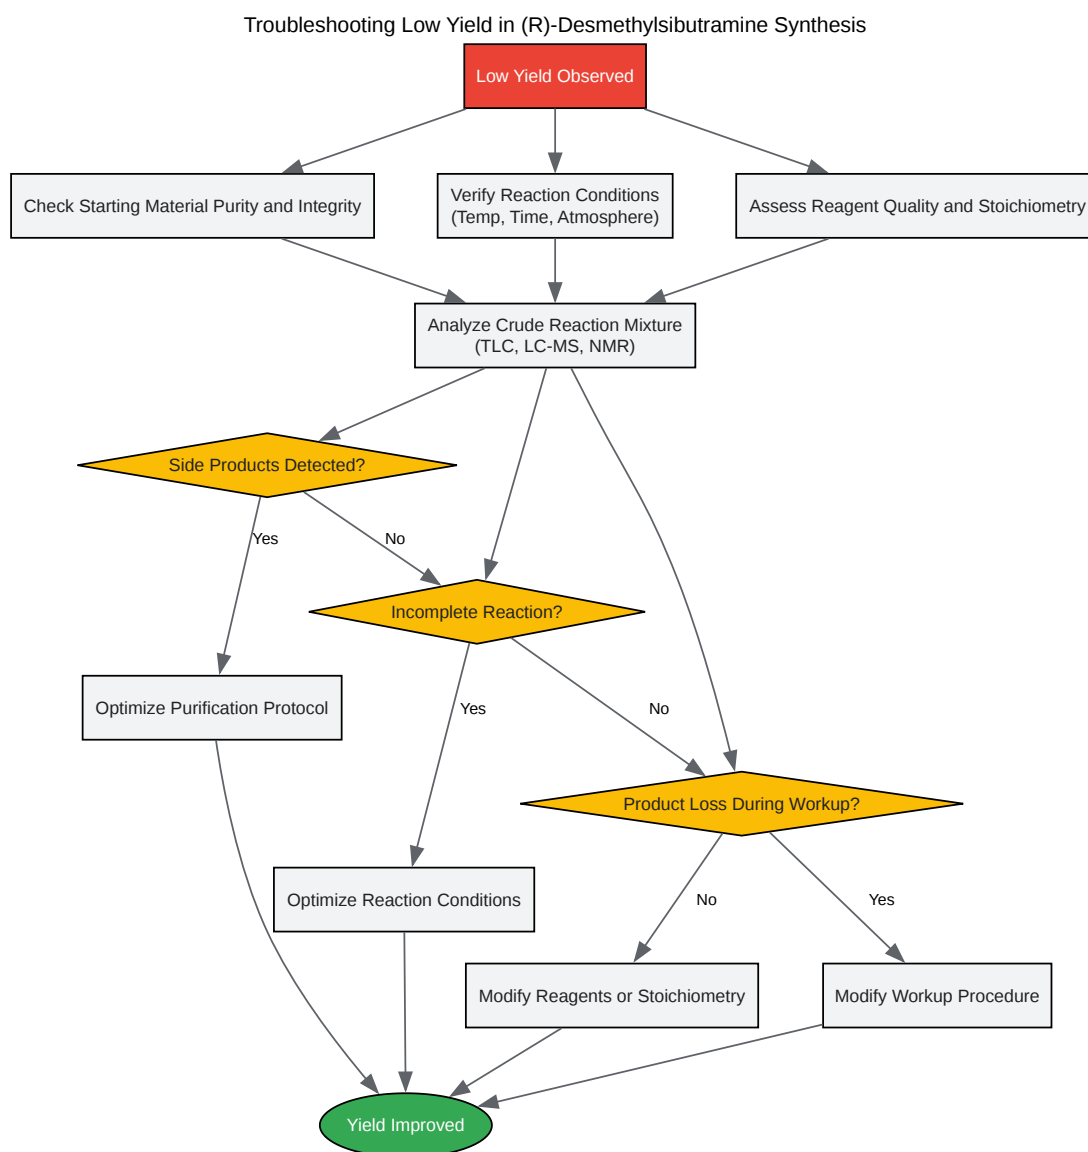 Troubleshooting Low Yield in (R)-Desmethylsibutramine Synthesis
Low Yield Observed
Check Starting Material Purity and Integrity
Verify Reaction Conditions
(Temp, Time, Atmosphere)
Assess Reagent Quality and Stoichiometry
Analyze Crude Reaction Mixture
(TLC, LC-MS, NMR)
Side Products Detected?
Yes
No
Incomplete Reaction?
Optimize Purification Protocol
Yes
No
Product Loss During Workup?
Optimize Reaction Conditions
No
Yes
Modify Reagents or Stoichiometry
Modify Workup Procedure
Yield Improved